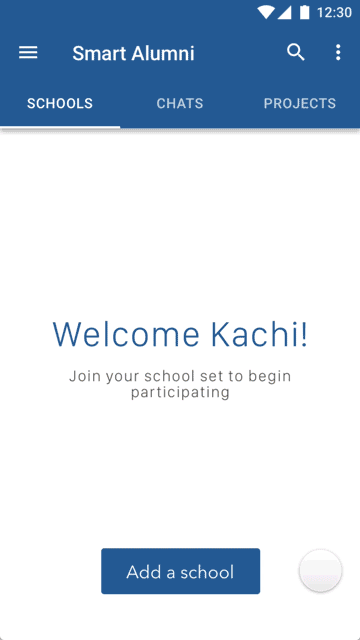 12:30
Smart Alumni
SCHOOLS CHATS PROJECTS
Welcome Kachi!
Join your school set to begin
participating
Add a school